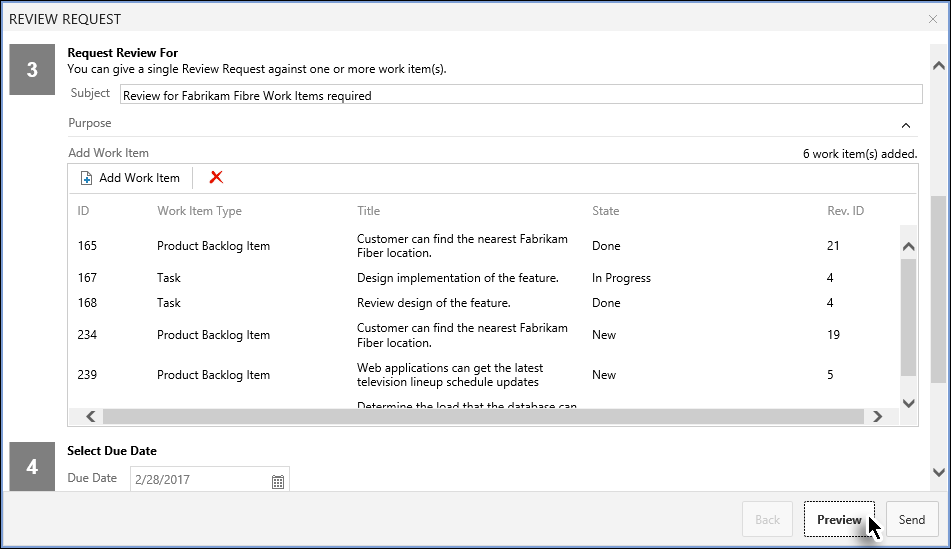 REVIEW REQUEST
3
Request Review For
You can give a single Review Request against one or more work item(s).
Subject Review for Fabrikam Fibre Work Items required
Purpose
Add Work Item 6 work item(s) added.
Add Work Item
ID Work Item Type Title State Rev. ID
165 Product Backlog Item Customer can find the nearest Fabrikam Fiber location. Done 21
167 Task Design implementation of the feature. In Progress 4
168 Task Review design of the feature. Done 4
234 Product Backlog Item Customer can find the nearest Fabrikam Fiber location. New 19
239 Product Backlog Item Web applications can get the latest television lineup schedule updates New 5
Determine the load that the database can
4
Select Due Date
Due Date 2/28/2017
Back Preview Send